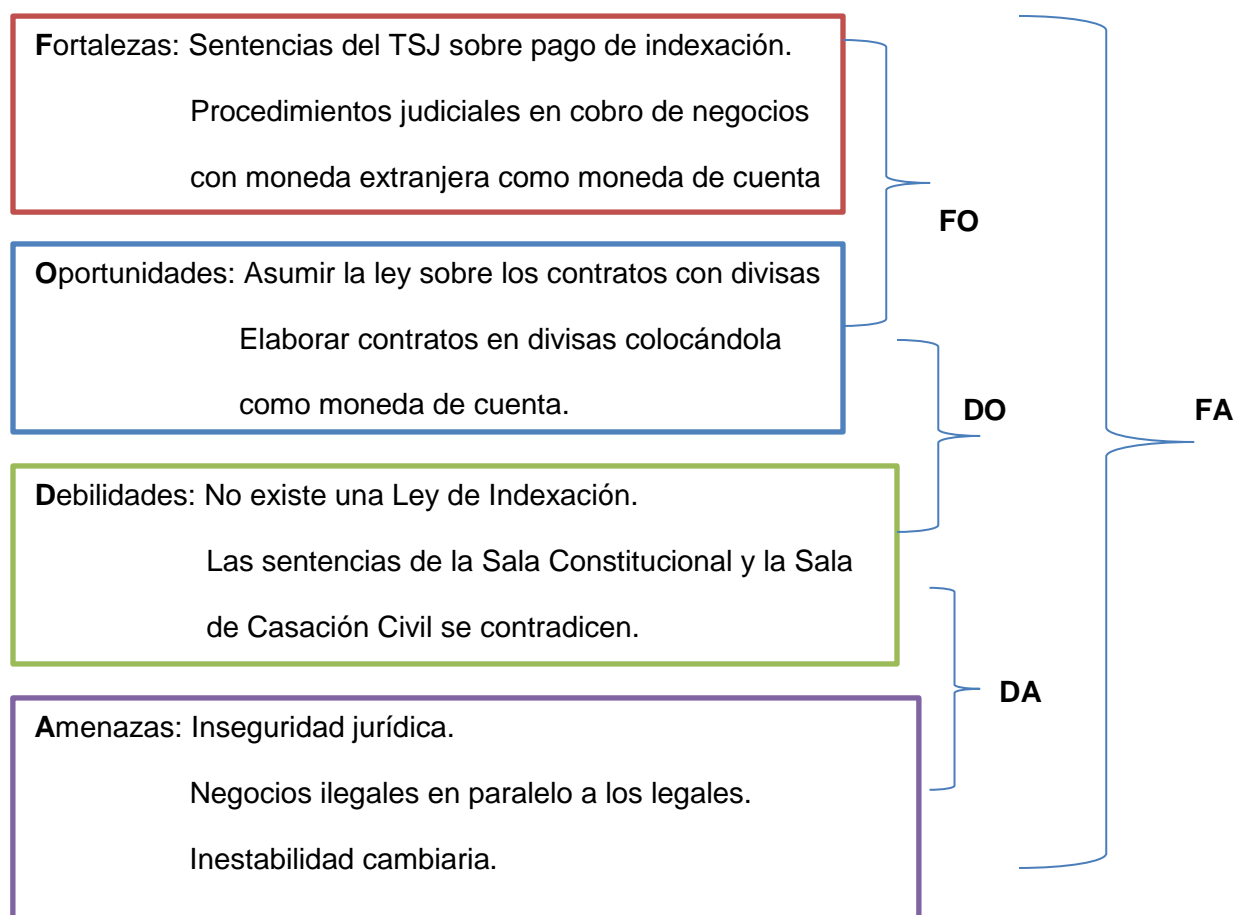 Fortalezas: Sentencias del TSJ sobre pago de indexación.
Procedimientos judiciales en cobro de negocios
con moneda extranjera como moneda de cuenta
FO
Oportunidades: Asumir la ley sobre los contratos con divisas
Elaborar contratos en divisas colocándola
como moneda de cuenta.
DO
FA
Debilidades: No existe una Ley de Indexación.
Las sentencias de la Sala Constitucional y la Sala
de Casación Civil se contradicen.
DA
Amenazas: Inseguridad jurídica.
Negocios ilegales en paralelo a los legales.
Inestabilidad cambiaria.